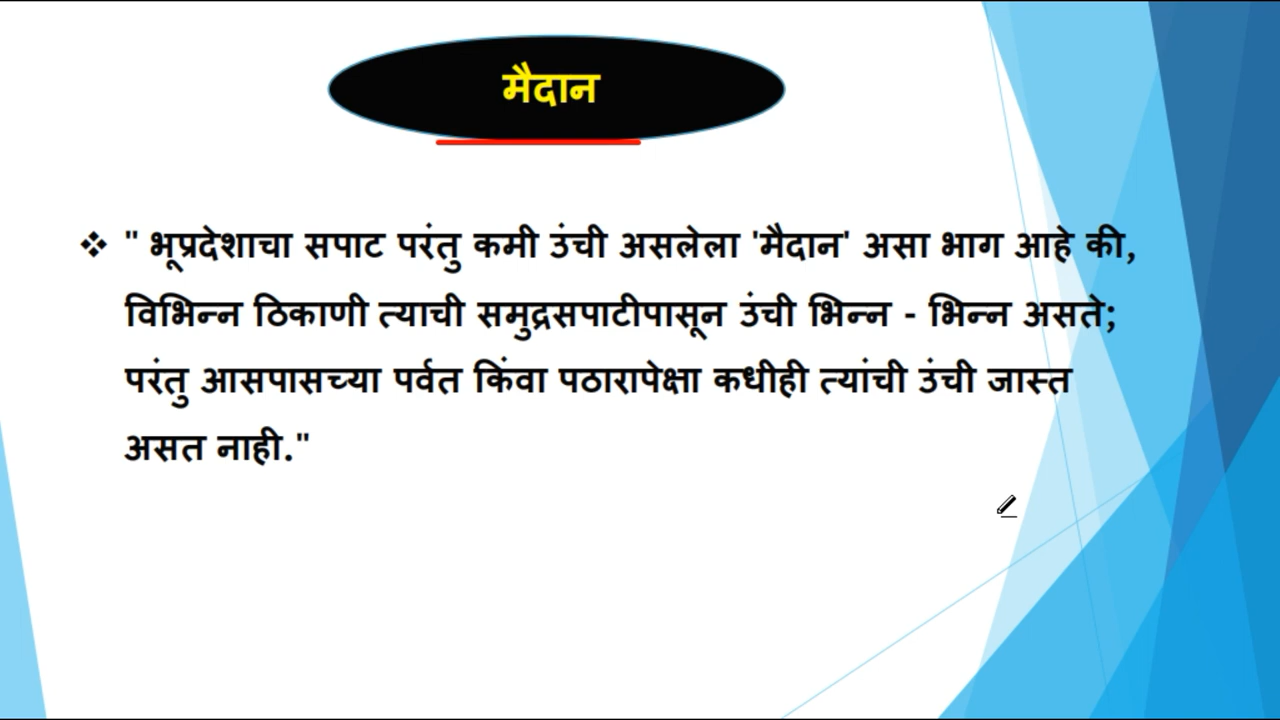 मैदान
❖ " भूप्रदेशाचा सपाट परंतु कमी उंची असलेला 'मैदान' असा भाग आहे की,
विभिन्न ठिकाणी त्याची समुद्रसपाटीपासून उंची भिन्न - भिन्न असते;
परंतु आसपासच्या पर्वत किंवा पठारापेक्षा कधीही त्यांची उंची जास्त
असत नाही."